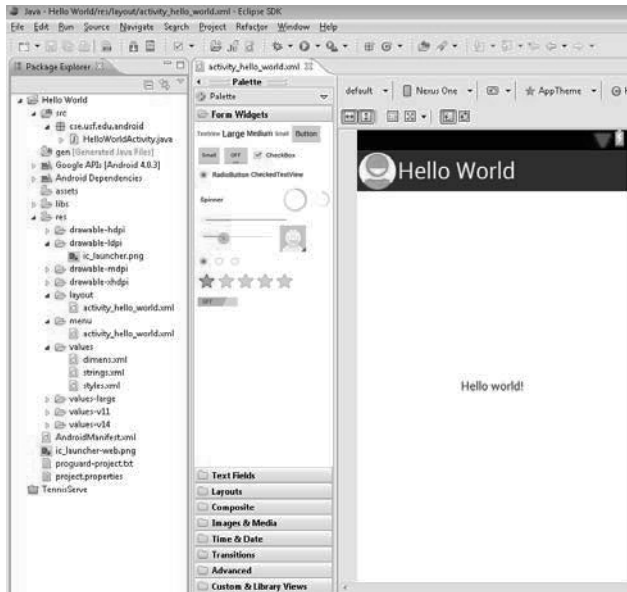 Java - Hello World/res/layout/activity_hello_world.xml - Eclipse SDK
File Edit Run Source Navigate Search Project Refactor Window Help
Package Explorer
Hello World
src
cse.usf.edu.android
HelloWorldActivity.java
gen [Generated Java Files]
Google APIs [Android 4.0.3]
Android Dependencies
assets
libs
res
drawable-hdpi
drawable-ldpi
ic_launcher.png
drawable-mdpi
drawable-xhdpi
layout
activity_hello_world.xml
menu
activity_hello_world.xml
values
dimens.xml
strings.xml
styles.xml
values-large
values-v11
values-v14
AndroidManifest.xml
ic_launcher-web.png
proguard-project.txt
project.properties
TennisServe
activity_hello_world.xml
Palette
Palette
Form Widgets
TextView Large Medium Small Button
Small OFF CheckBox
RadioButton CheckedTextView
Spinner
OFF
Text Fields
Layouts
Composite
Images & Media
Time & Date
Transitions
Advanced
Custom & Library Views
default Nexus One AppTheme
Hello World
Hello world!